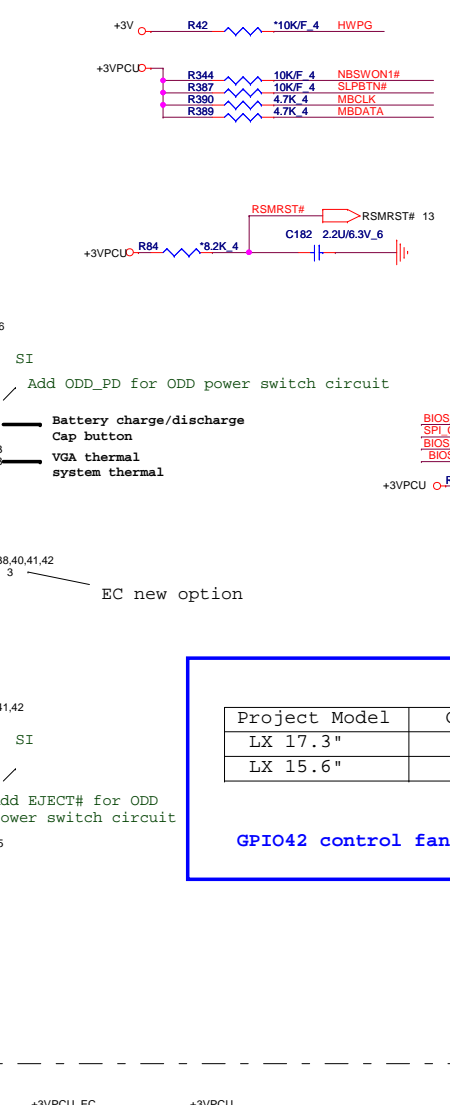 +3V R42 *10K/F_4 HWPG
+3VPCU
R344 10K/F_4 NBSWON1#
R387 10K/F_4 SLPBTN#
R390 4.7K_4 MBCLK
R389 4.7K_4 MBDATA
RSMRST# RSMRST# 13
C182 2.2U/6.3V_6
+3VPCU R84 *8.2K_4
SI
Add ODD_PD for ODD power switch circuit
Battery charge/discharge
Cap button
VGA thermal
system thermal
BIOS
SPI_
BIOS
BIOS
+3VPCU R
38,40,41,42
3
EC new option
41,42
SI
Project Model
LX 17.3"
LX 15.6"
dd EJECT# for ODD
ower switch circuit
GPIO42 control fan
+3VPCU_EC +3VPCU